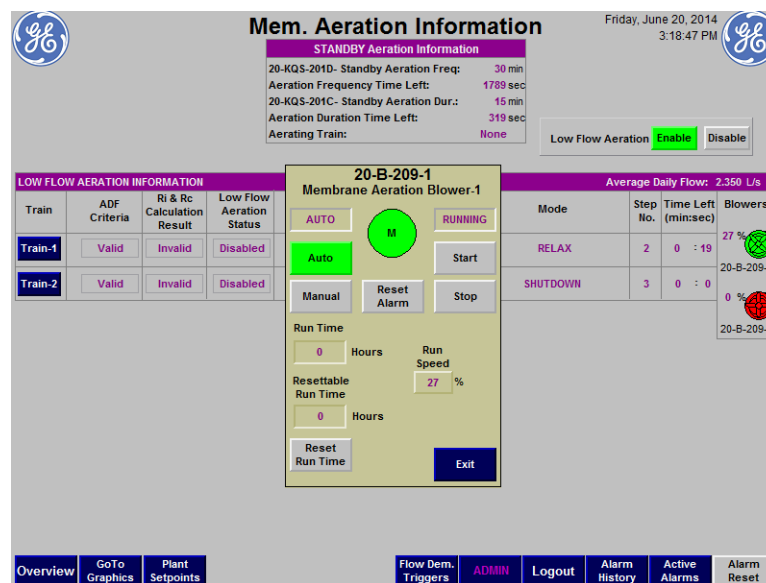 Mem. Aeration Information
Friday, June 20, 2014
3:18:47 PM
STANDBY Aeration Information
20-KQS-201D- Standby Aeration Freq: 30 min
Aeration Frequency Time Left: 1789 sec
20-KQS-201C- Standby Aeration Dur.: 15 min
Aeration Duration Time Left: 319 sec
Aerating Train: None
Low Flow Aeration Enable Disable
LOW FLOW AERATION INFORMATION
Average Daily Flow: 2.350 L/s
Train
ADF
Criteria
Ri & Rc
Calculation
Result
Low Flow
Aeration
Status
Mode
Step
No.
Time Left
(min:sec)
Blowers
Train-1 Valid Invalid Disabled RELAX 2 0 : 19
27 %
20-B-209-
Train-2 Valid Invalid Disabled SHUTDOWN 3 0 : 0
0 %
20-B-209-
20-B-209-1
Membrane Aeration Blower-1
AUTO M RUNNING
Auto Start
Manual
Reset
Alarm
Stop
Run Time
0 Hours
Run
Speed
27 %
Resettable
Run Time
0 Hours
Reset
Run Time
Exit
Overview
GoTo
Graphics
Plant
Setpoints
Flow Dem.
Triggers
ADMIN
Logout
Alarm
History
Active
Alarms
Alarm
Reset